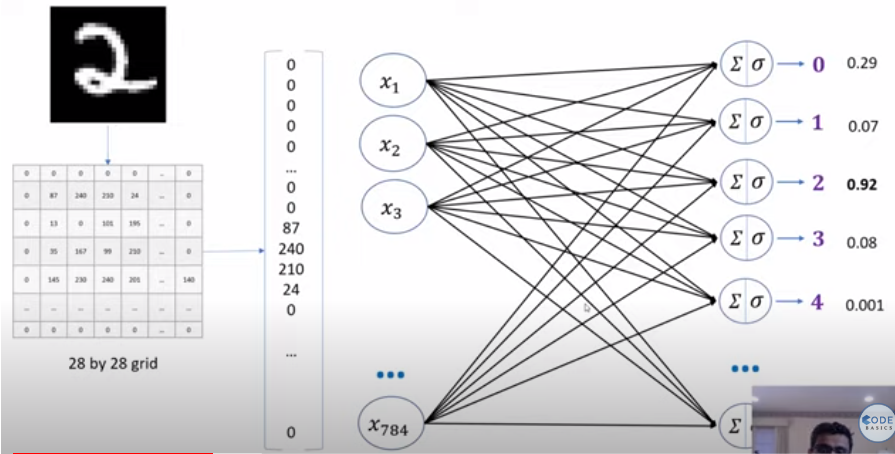 0 0 0 0 0 ... 0
0 87 240 210 24 ... 0
0 13 0 101 195 ... 0
0 35 167 99 210 ... 0
0 145 230 240 201 ... 140
... ... ... ... ... ... ...
0 0 0 0 0 ... 0
28 by 28 grid
0
0
0
0
0
...
0
0
87
240
210
24
0
...
0
x₁
x₂
x₃
...
x₇₈₄
Σ σ 0 0.29
Σ σ 1 0.07
Σ σ 2 0.92
Σ σ 3 0.08
Σ σ 4 0.001
...
Σ
CODE
BASICS